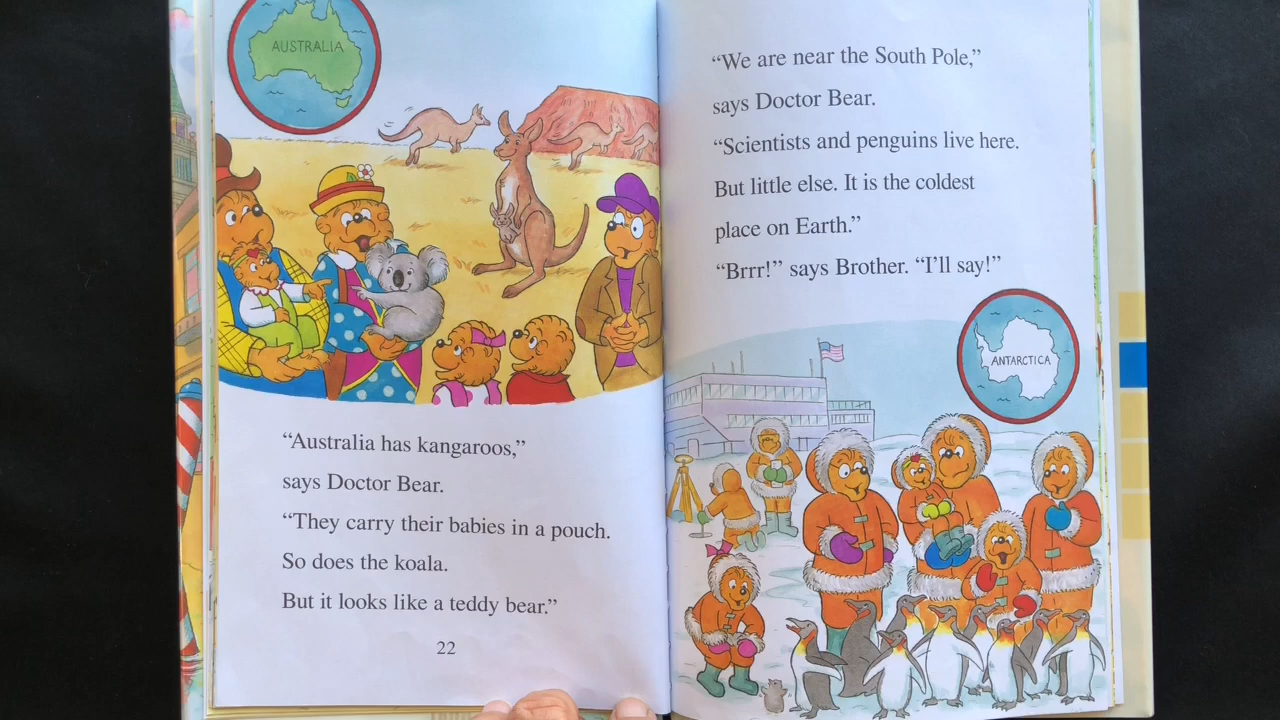 AUSTRALIA
“Australia has kangaroos,”
says Doctor Bear.
“They carry their babies in a pouch.
So does the koala.
But it looks like a teddy bear.”
22
“We are near the South Pole,”
says Doctor Bear.
“Scientists and penguins live here.
But little else. It is the coldest
place on Earth.”
“Brrr!” says Brother. “I’ll say!”
ANTARCTICA